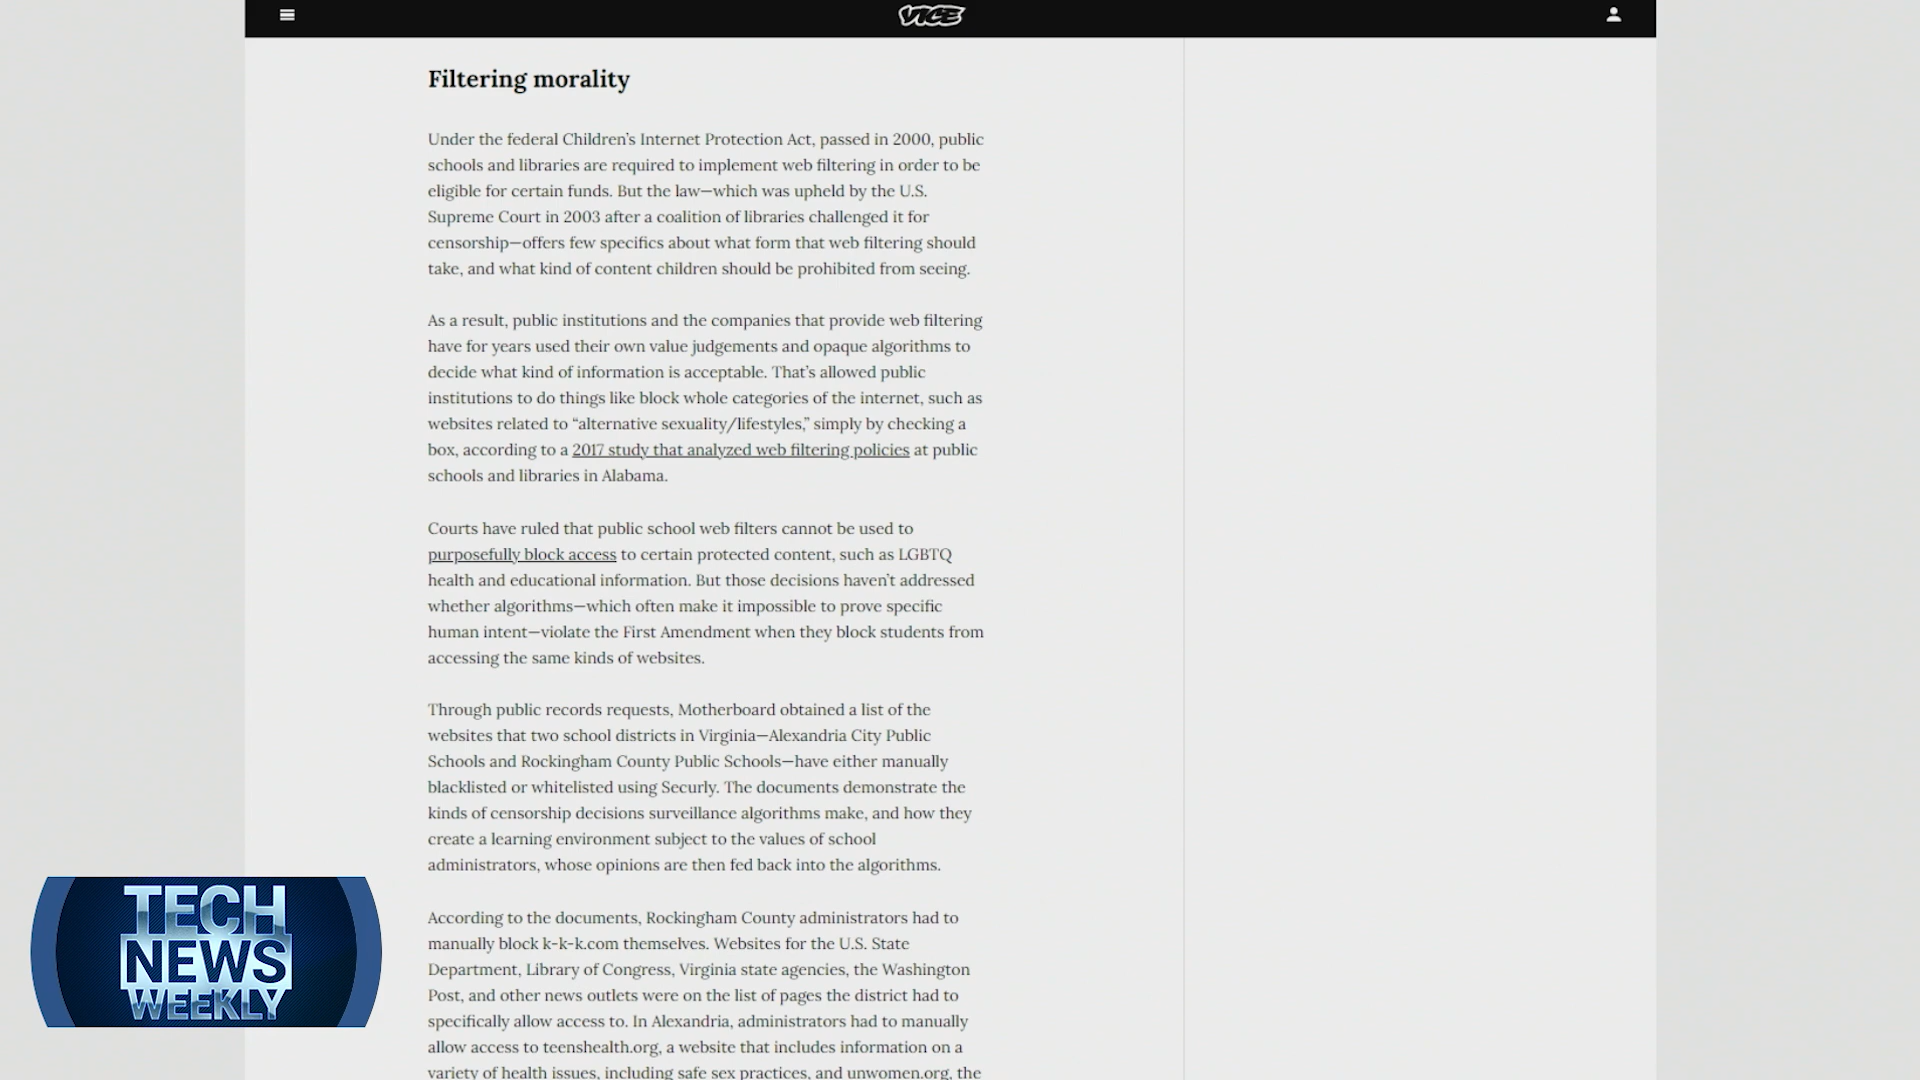 VICE
Filtering morality
Under the federal Children’s Internet Protection Act, passed in 2000, public
schools and libraries are required to implement web filtering in order to be
eligible for certain funds. But the law—which was upheld by the U.S.
Supreme Court in 2003 after a coalition of libraries challenged it for
censorship—offers few specifics about what form that web filtering should
take, and what kind of content children should be prohibited from seeing.
As a result, public institutions and the companies that provide web filtering
have for years used their own value judgements and opaque algorithms to
decide what kind of information is acceptable. That’s allowed public
institutions to do things like block whole categories of the internet, such as
websites related to “alternative sexuality/lifestyles,” simply by checking a
box, according to a 2017 study that analyzed web filtering policies at public
schools and libraries in Alabama.
Courts have ruled that public school web filters cannot be used to
purposefully block access to certain protected content, such as LGBTQ
health and educational information. But those decisions haven’t addressed
whether algorithms—which often make it impossible to prove specific
human intent—violate the First Amendment when they block students from
accessing the same kinds of websites.
Through public records requests, Motherboard obtained a list of the
websites that two school districts in Virginia—Alexandria City Public
Schools and Rockingham County Public Schools—have either manually
blacklisted or whitelisted using Securly. The documents demonstrate the
kinds of censorship decisions surveillance algorithms make, and how they
create a learning environment subject to the values of school
administrators, whose opinions are then fed back into the algorithms.
According to the documents, Rockingham County administrators had to
manually block k-k-k.com themselves. Websites for the U.S. State
Department, Library of Congress, Virginia state agencies, the Washington
Post, and other news outlets were on the list of pages the district had to
specifically allow access to. In Alexandria, administrators had to manually
allow access to teenshealth.org, a website that includes information on a
variety of health issues, including safe sex practices, and unwomen.org, the
TECH
NEWS
WEEKLY